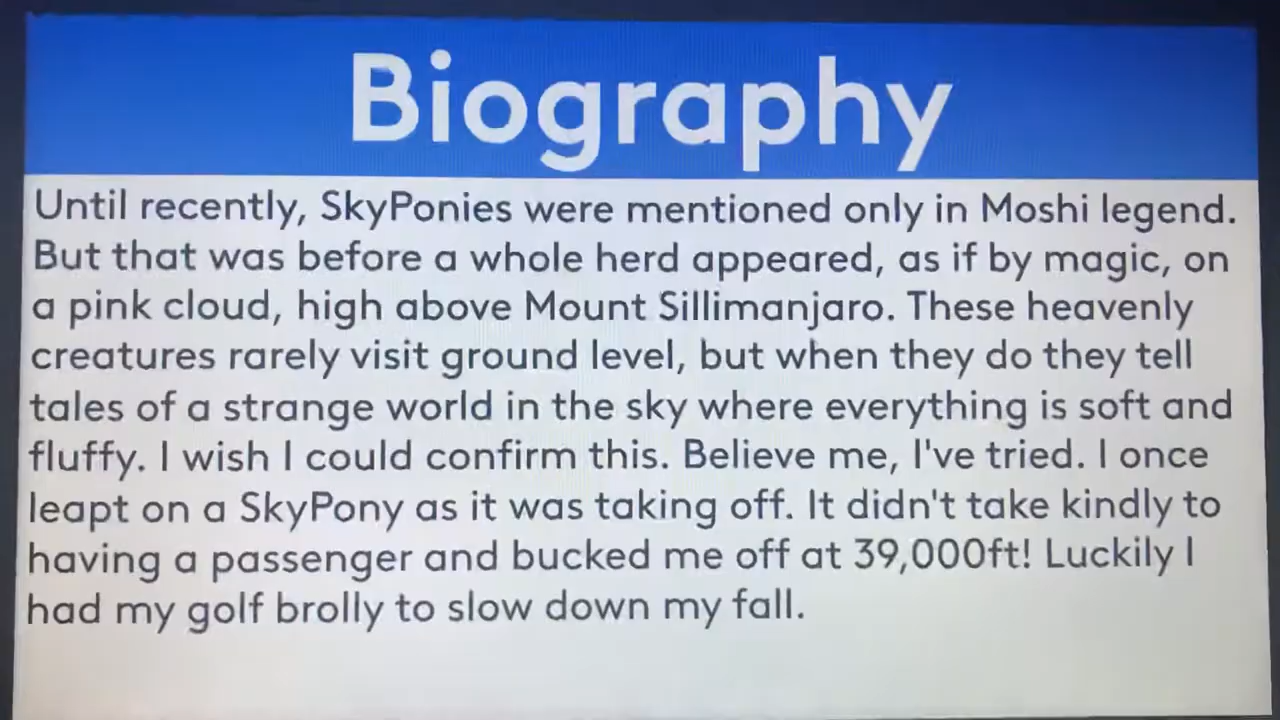 Biography
Until recently, SkyPonies were mentioned only in Moshi legend.
But that was before a whole herd appeared, as if by magic, on
a pink cloud, high above Mount Sillimanjaro. These heavenly
creatures rarely visit ground level, but when they do they tell
tales of a strange world in the sky where everything is soft and
fluffy. I wish I could confirm this. Believe me, I've tried. I once
leapt on a SkyPony as it was taking off. It didn't take kindly to
having a passenger and bucked me off at 39,000ft! Luckily I
had my golf brolly to slow down my fall.